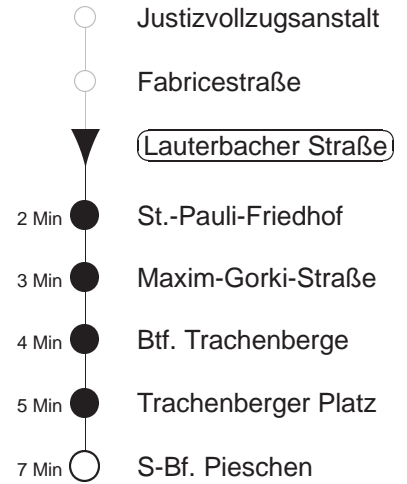 Justizvollzugsanstalt
Fabricestraße
Lauterbacher Straße
2 Min St.-Pauli-Friedhof
3 Min Maxim-Gorki-Straße
4 Min Btf. Trachenberge
5 Min Trachenberger Platz
7 Min S-Bf. Pieschen